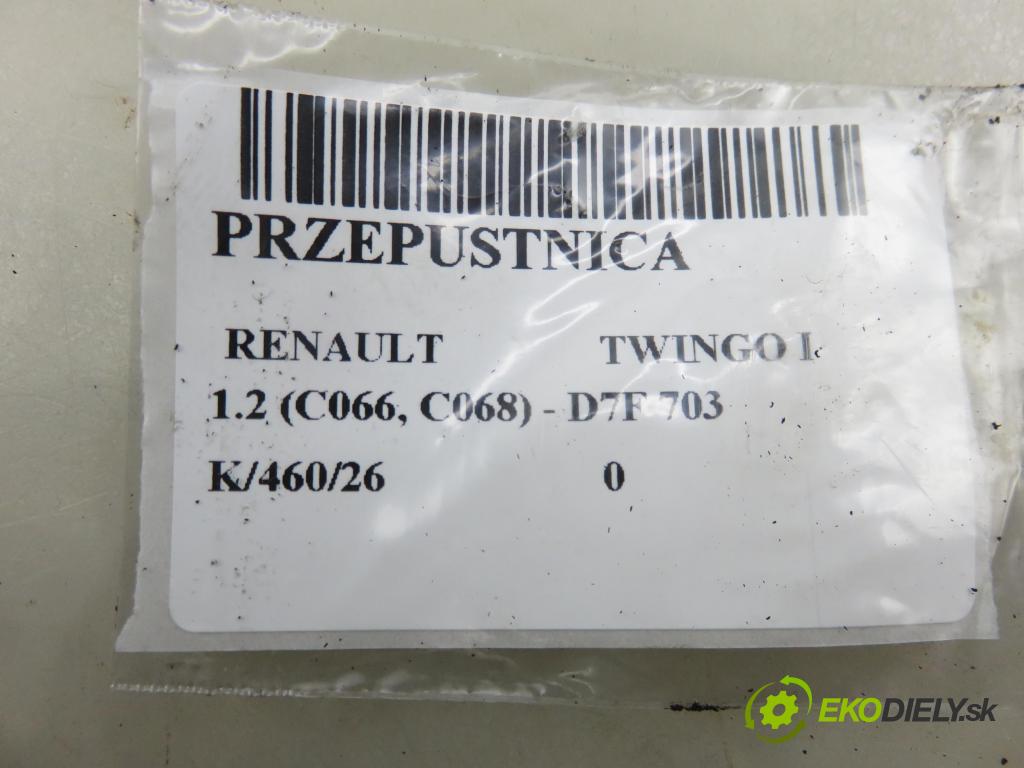 PRZEPUSTNICA
RENAULT TWINGO I
1.2 (C066, C068) - D7F 703
K/460/26 0
EKODIELY.sk